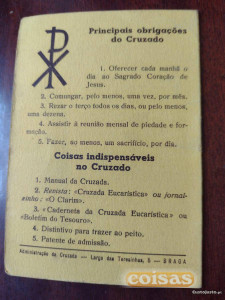 Principais obrigações
do Cruzado
1. Oferecer cada manhã o
dia ao Sagrado Coração de
Jesus.
2. Comungar, pelo menos, uma vez, por mês.
3. Rezar o terço todos os dias, ou pelo menos,
uma dezena.
4. Assistir à reunião mensal de piedade e for-
mação.
5. Fazer, ao menos, um sacrifício, por dia.
Coisas indispensáveis
no Cruzado
1. Manual da Cruzada.
2. Revista: «Cruzada Eucarística» ou jornal-
zinho: «O Clarim».
3. «Caderneta da Cruzada Eucarística» ou
«Boletim do Tesouro».
4. Distintivo para trazer ao peito.
5. Patente de admissão.
Administração da Cruzada — Largo das Teresinhas, 5 — BRAGA
coisas